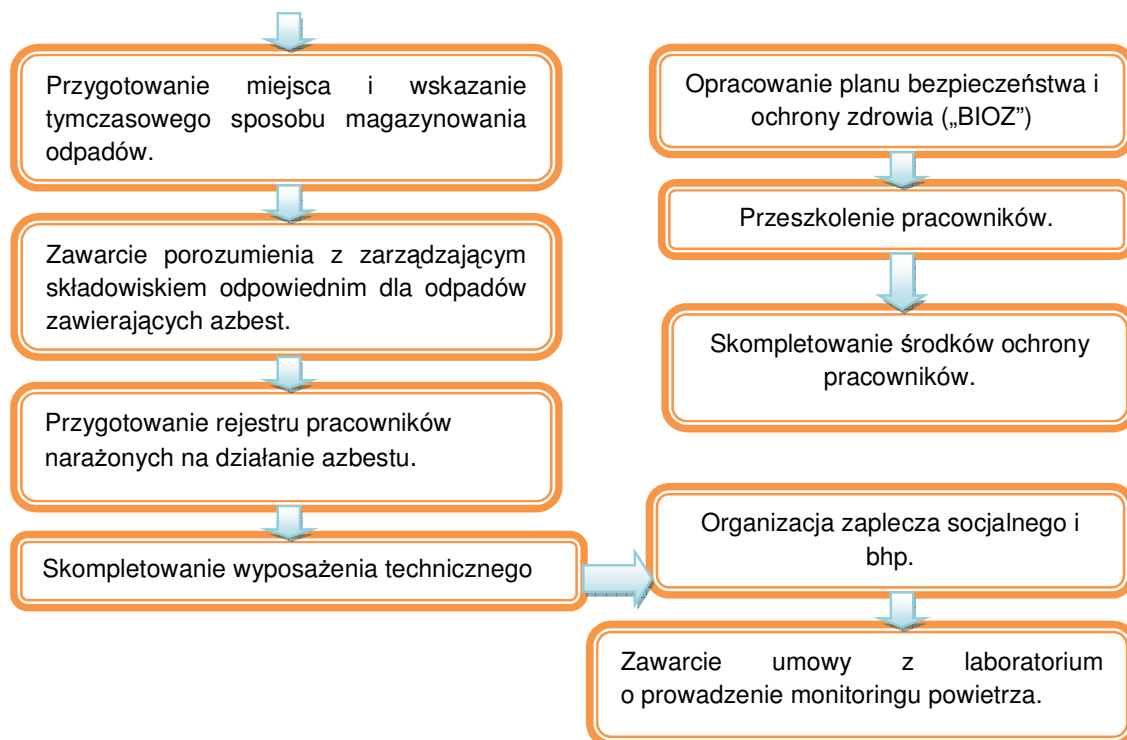 Przygotowanie miejsca i wskazanie
tymczasowego sposobu magazynowania
odpadów.
Zawarcie porozumienia z zarządzającym
składowiskiem odpowiednim dla odpadów
zawierających azbest.
Przygotowanie rejestru pracowników
narażonych na działanie azbestu.
Skompletowanie wyposażenia technicznego
Opracowanie planu bezpieczeństwa i
ochrony zdrowia („BIOZ”)
Przeszkolenie pracowników.
Skompletowanie środków ochrony
pracowników.
Organizacja zaplecza socjalnego i
bhp.
Zawarcie umowy z laboratorium
o prowadzenie monitoringu powietrza.